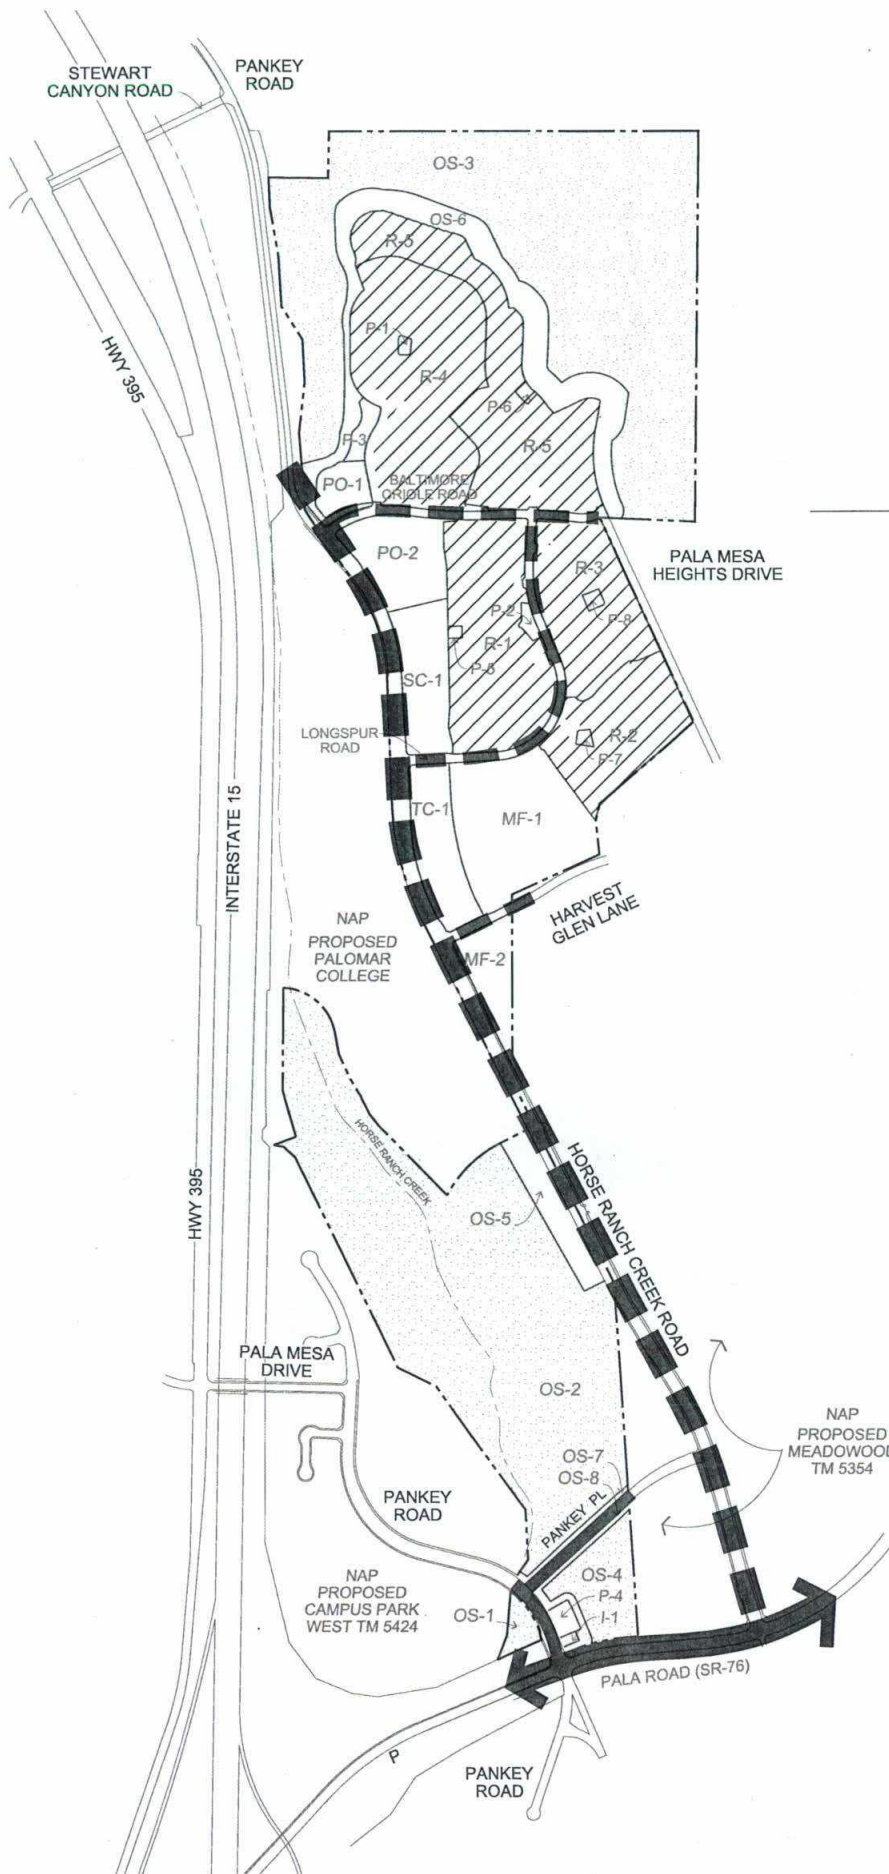 STEWART
CANYON ROAD
PANKEY
ROAD
OS-3
OS-6
R-5
HWY 395
P-1
R-4
P-6
P-3
R-5
PO-1
BALTIMORE
ORIOLE ROAD
PO-2
PALA MESA
HEIGHTS DRIVE
R-3
P-2
P-8
R-1
SC-1
LONGSPUR
ROAD
R-2
P-7
INTERSTATE 15
TC-1
MF-1
HARVEST
GLEN LANE
NAP
PROPOSED
PALOMAR
COLLEGE
MF-2
HORSE RANCH CREEK
HWY 395
HORSE RANCH CREEK ROAD
OS-5
PALA MESA
DRIVE
OS-2
NAP
PROPOSED
MEADOWOOD
TM 5354
OS-7
OS-8
PANKEY
ROAD
PANKEY PL
NAP
PROPOSED
CAMPUS PARK
WEST TM 5424
OS-4
P-4
OS-1
I-1
PALA ROAD (SR-76)
P
PANKEY
ROAD